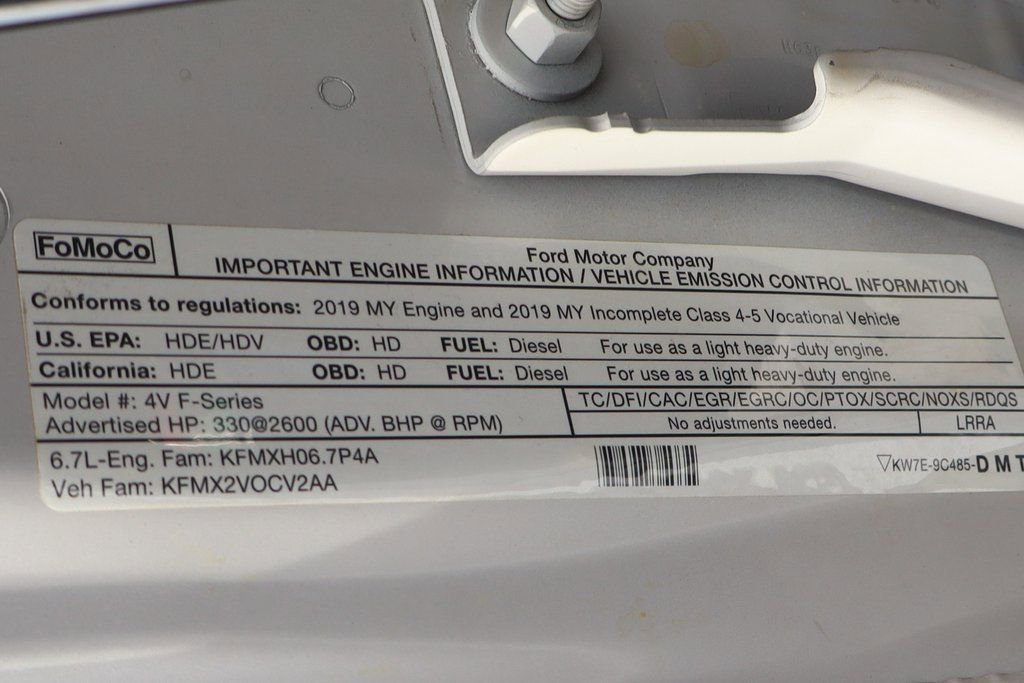 FoMoCo
Ford Motor Company
IMPORTANT ENGINE INFORMATION / VEHICLE EMISSION CONTROL INFORMATION
Conforms to regulations: 2019 MY Engine and 2019 MY Incomplete Class 4-5 Vocational Vehicle
U.S. EPA: HDE/HDV OBD: HD FUEL: Diesel For use as a light heavy-duty engine.
California: HDE OBD: HD FUEL: Diesel For use as a light heavy-duty engine.
Model #: 4V F-Series
Advertised HP: 330@2600 (ADV. BHP @ RPM)
TC/DFI/CAC/EGR/EGRC/OC/PTOX/SCRC/NOXS/RDQS
No adjustments needed. LRRA
6.7L-Eng. Fam: KFMXH06.7P4A
Veh Fam: KFMX2VOCV2AA
KW7E-9C485-DMT